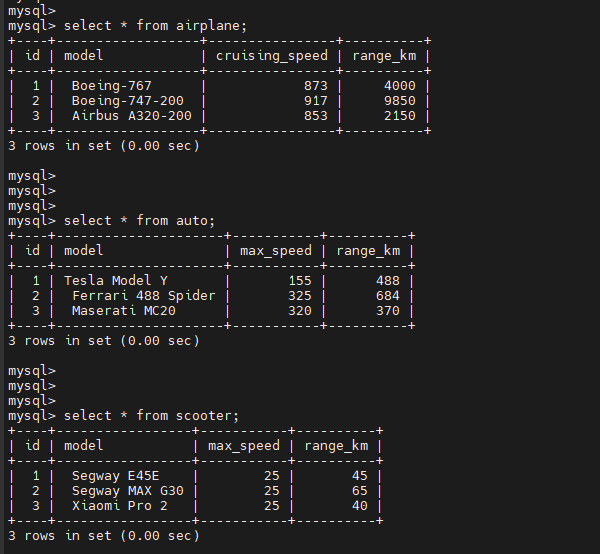 mysql>
mysql>
mysql> select * from airplane;
+----+------------------+----------------+----------+
| id | model            | cruising_speed | range_km |
+----+------------------+----------------+----------+
|  1 |  Boeing-767      |            873 |     4000 |
|  2 |  Boeing-747-200  |            917 |     9850 |
|  3 |  Airbus A320-200 |            853 |     2150 |
+----+------------------+----------------+----------+
3 rows in set (0.00 sec)

mysql>
mysql>
mysql>
mysql> select * from auto;
+----+---------------------+-----------+----------+
| id | model               | max_speed | range_km |
+----+---------------------+-----------+----------+
|  1 | Tesla Model Y       |       155 |      488 |
|  2 |  Ferrari 488 Spider |       325 |      684 |
|  3 |  Maserati MC20      |       320 |      370 |
+----+---------------------+-----------+----------+
3 rows in set (0.00 sec)

mysql>
mysql>
mysql>
mysql> select * from scooter;
+----+-----------------+-----------+----------+
| id | model           | max_speed | range_km |
+----+-----------------+-----------+----------+
|  1 |  Segway E45E    |        25 |       45 |
|  2 |  Segway MAX G30 |        25 |       65 |
|  3 |  Xiaomi Pro 2   |        25 |       40 |
+----+-----------------+-----------+----------+
3 rows in set (0.00 sec)